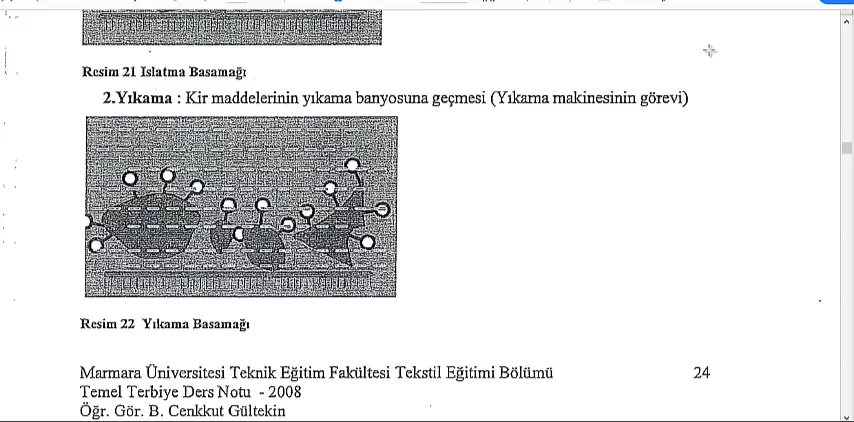 Resim 21 Islatma Basamağı
2.Yıkama : Kir maddelerinin yıkama banyosuna geçmesi (Yıkama makinesinin görevi)
Resim 22 Yıkama Basamağı
Marmara Üniversitesi Teknik Eğitim Fakültesi Tekstil Eğitimi Bölümü 24
Temel Terbiye Ders Notu - 2008
Öğr. Gör. B. Cenkkut Gültekin